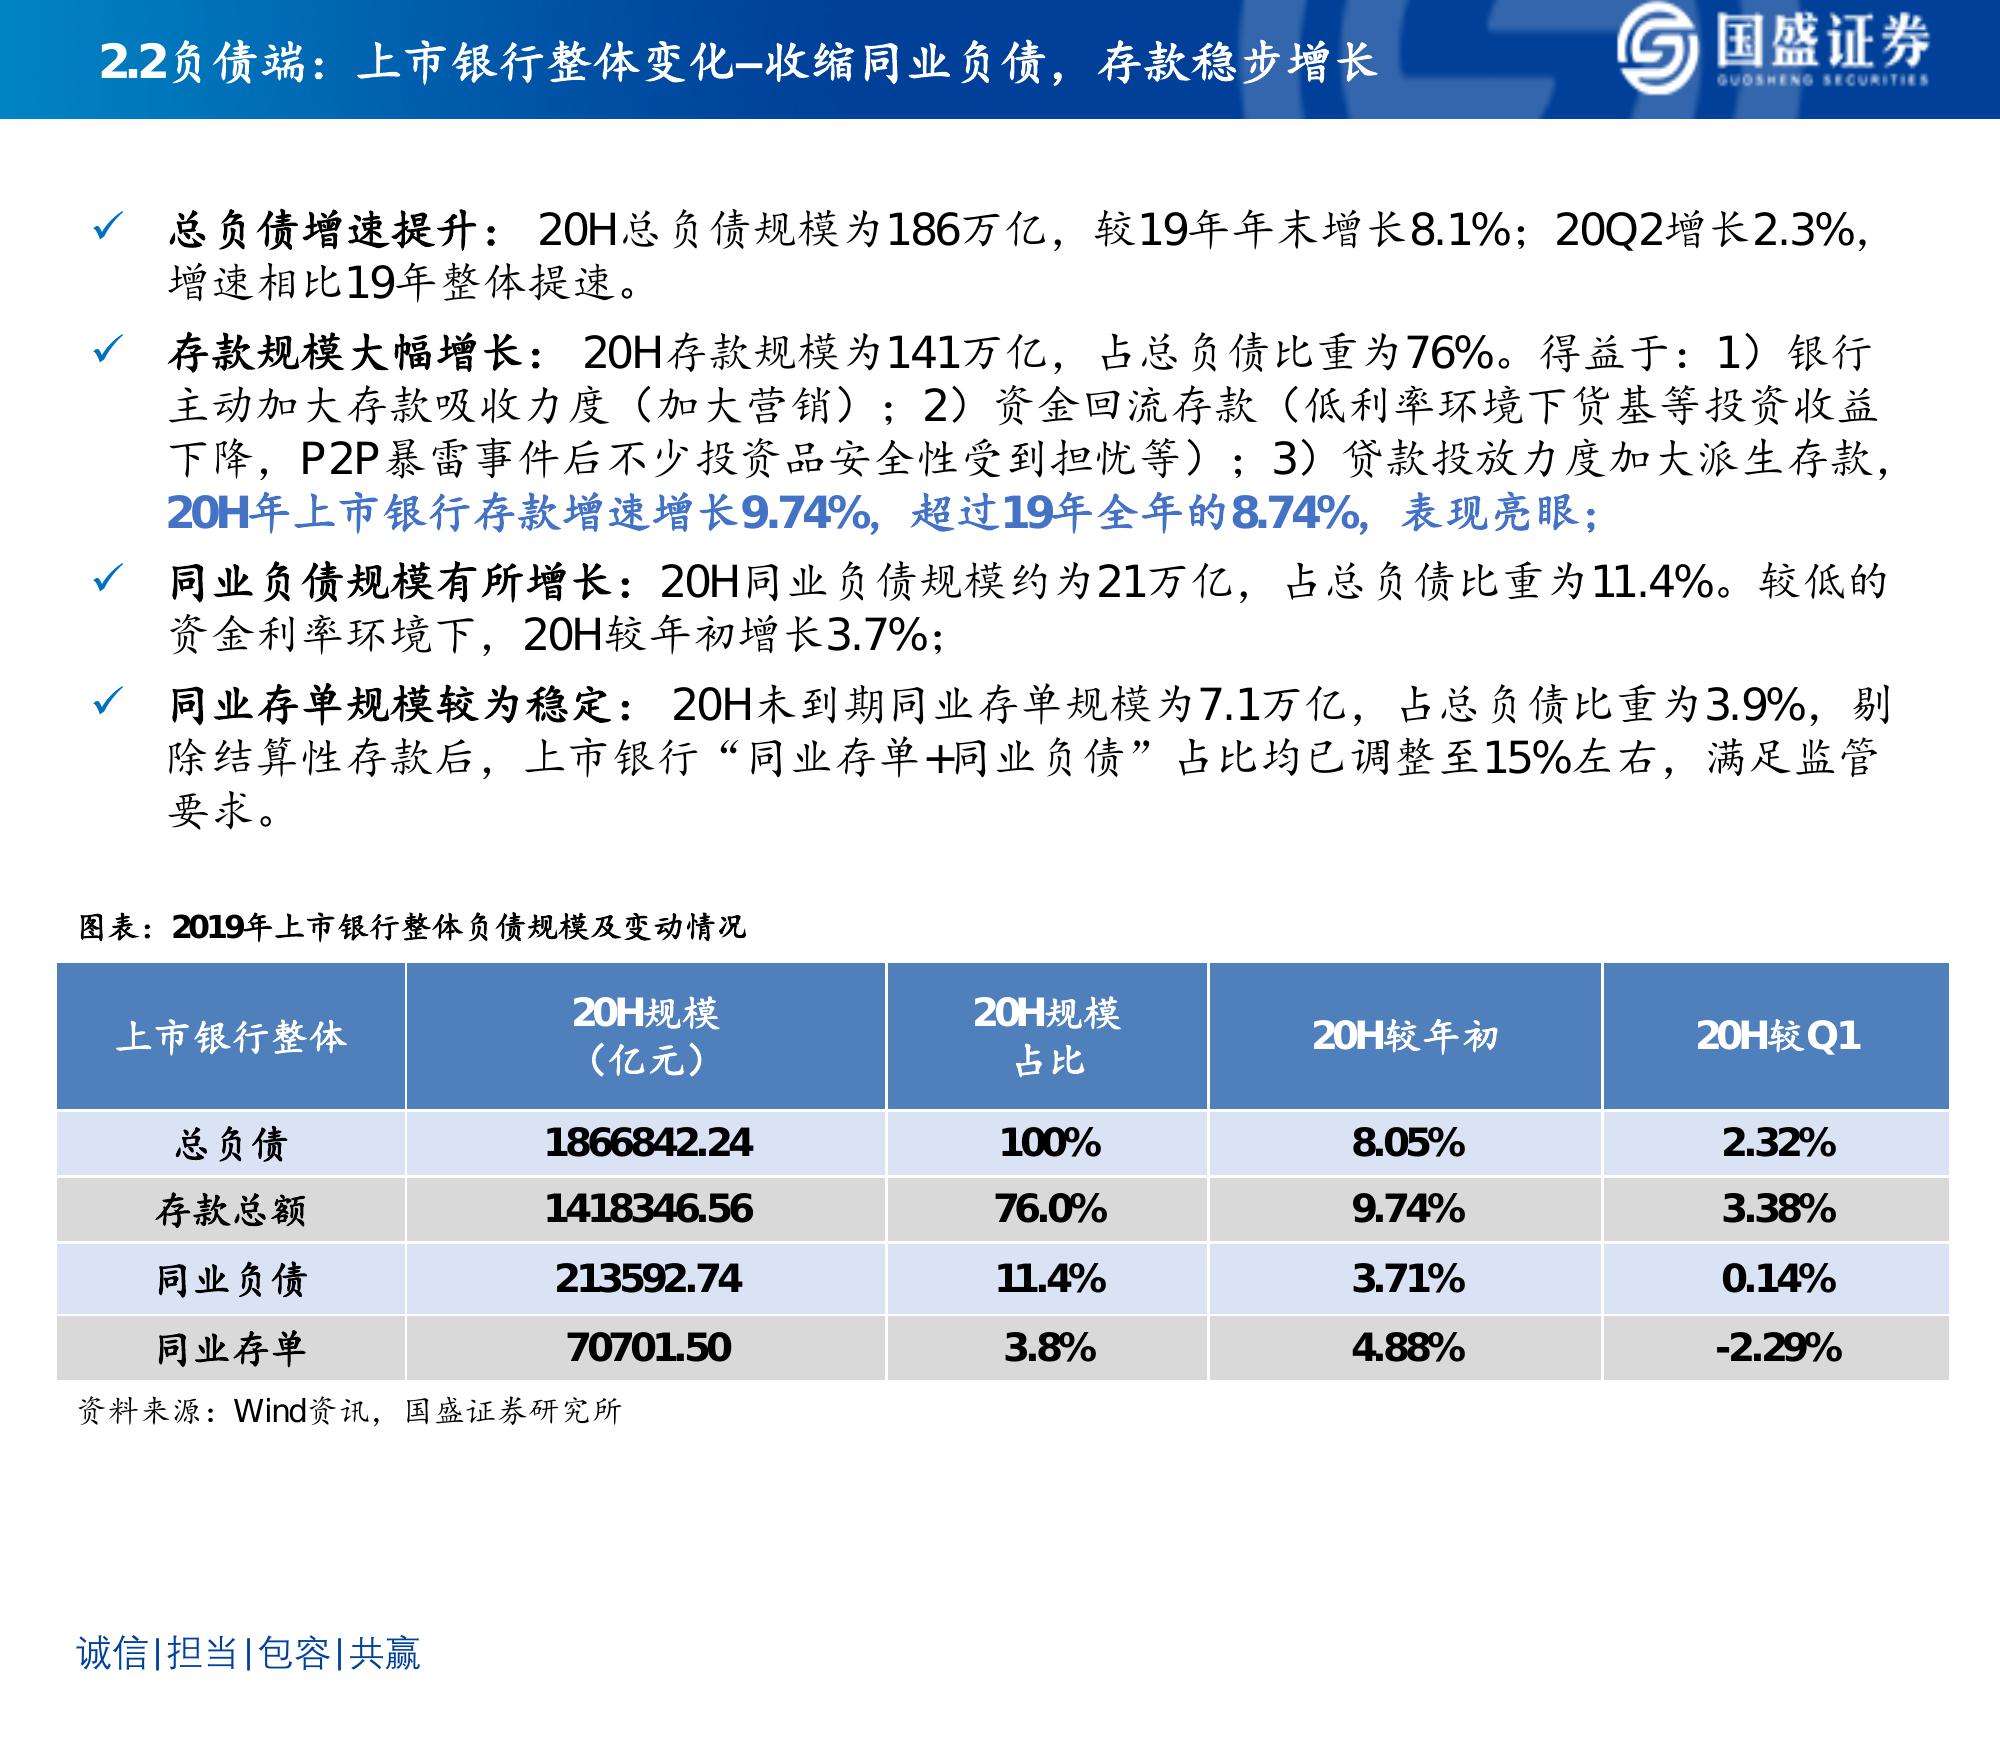 2.2负债端：上市银行整体变化–收缩同业负债，存款稳步增长
国盛证券
GUOSHENG SECURITIES
✓ 总负债增速提升： 20H总负债规模为186万亿，较19年年末增长8.1%；20Q2增长2.3%，
增速相比19年整体提速。
✓ 存款规模大幅增长： 20H存款规模为141万亿，占总负债比重为76%。得益于：1）银行
主动加大存款吸收力度（加大营销）；2）资金回流存款（低利率环境下货基等投资收益
下降，P2P暴雷事件后不少投资品安全性受到担忧等）；3）贷款投放力度加大派生存款，
20H年上市银行存款增速增长9.74%，超过19年全年的8.74%，表现亮眼；
✓ 同业负债规模有所增长：20H同业负债规模约为21万亿，占总负债比重为11.4%。较低的
资金利率环境下，20H较年初增长3.7%；
✓ 同业存单规模较为稳定： 20H未到期同业存单规模为7.1万亿，占总负债比重为3.9%，剔
除结算性存款后，上市银行“同业存单+同业负债”占比均已调整至15%左右，满足监管
要求。
图表：2019年上市银行整体负债规模及变动情况
上市银行整体 20H规模（亿元） 20H规模占比 20H较年初 20H较Q1
总负债 1866842.24 100% 8.05% 2.32%
存款总额 1418346.56 76.0% 9.74% 3.38%
同业负债 213592.74 11.4% 3.71% 0.14%
同业存单 70701.50 3.8% 4.88% -2.29%
资料来源：Wind资讯，国盛证券研究所
诚信|担当|包容|共赢